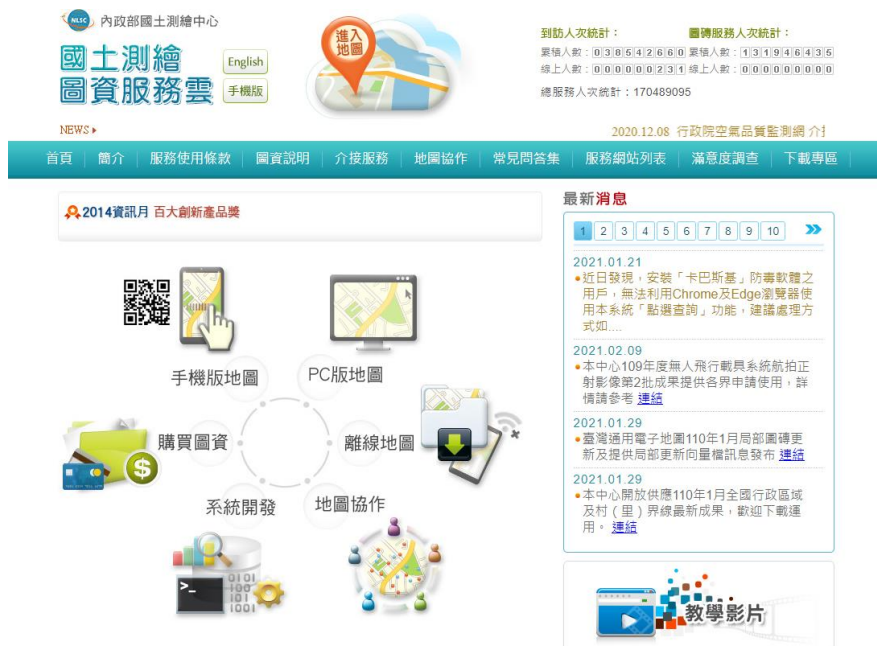 NLSC 內政部國土測繪中心
國土測繪
圖資服務雲
English
手機版
進入
地圖
到訪人次統計：
累積人數：038542660
線上人數：000000231
圖磚服務人次統計：
累積人數：131946435
線上人數：000000000
總服務人次統計：170489095
NEWS
2020.12.08 行政院空氣品質監測網 介
首頁 簡介 服務使用條款 圖資說明 介接服務 地圖協作 常見問答集 服務網站列表 滿意度調查 下載專區
2014資訊月 百大創新產品獎
手機版地圖
PC版地圖
購買圖資
離線地圖
系統開發
地圖協作
0101
100
001
1001
最新消息
1 2 3 4 5 6 7 8 9 10
2021.01.21
近日發現，安裝「卡巴斯基」防毒軟體之
用戶，無法利用Chrome及Edge瀏覽器使
用本系統「點選查詢」功能，建議處理方
式如....
2021.02.09
本中心109年度無人飛行載具系統航拍正
射影像第2批成果提供各界申請使用，詳
情請參考 連結
2021.01.29
臺灣通用電子地圖110年1月局部圖磚更
新及提供局部更新向量檔訊息發布 連結
2021.01.29
本中心開放供應110年1月全國行政區域
及村（里）界線最新成果，歡迎下載運
用。 連結
教學影片